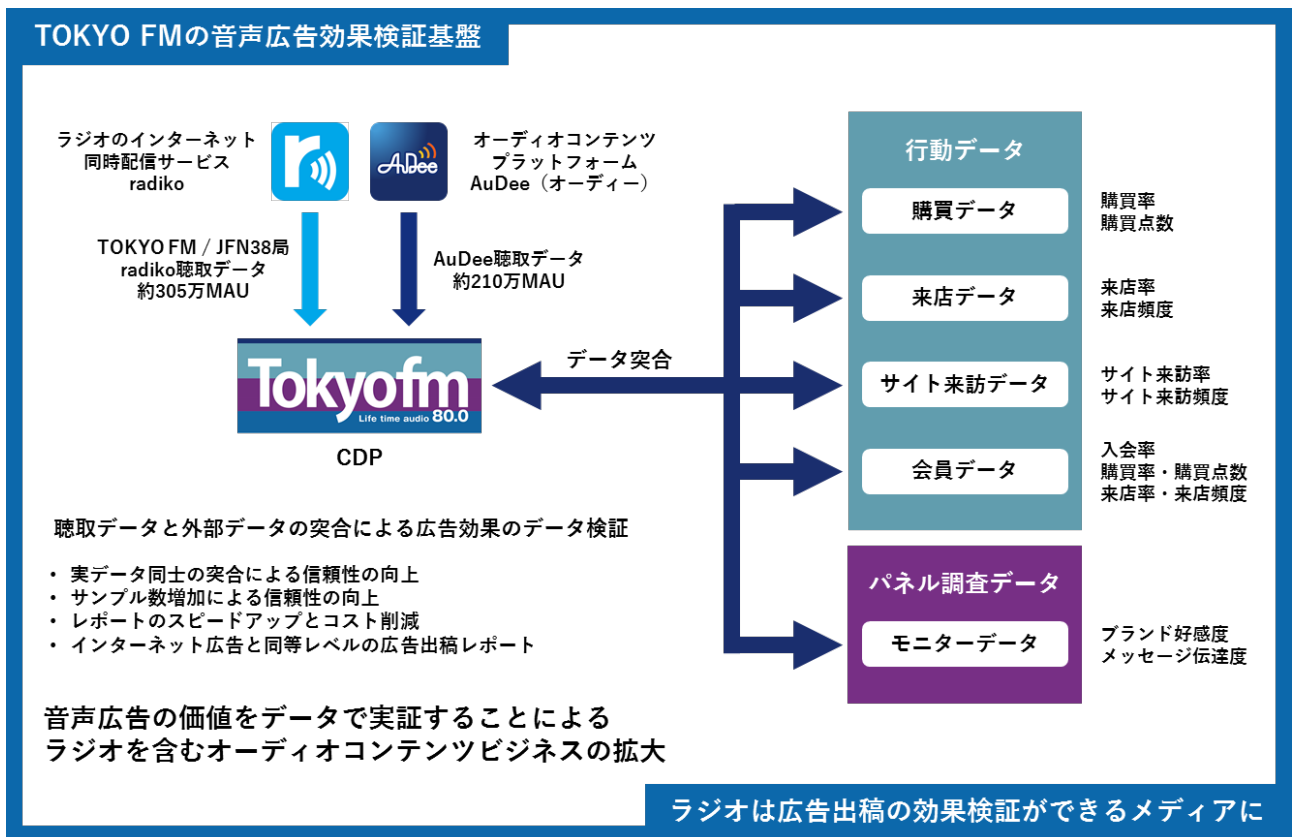 TOKYO FMの音声広告効果検証基盤
ラジオのインターネット
同時配信サービス
radiko
r
AuDee
オーディオコンテンツ
プラットフォーム
AuDee（オーディー）
TOKYO FM / JFN38局
radiko聴取データ
約305万MAU
AuDee聴取データ
約210万MAU
Tokyofm
Life time audio 80.0
CDP
データ突合
行動データ
購買データ
購買率
購買点数
来店データ
来店率
来店頻度
サイト来訪データ
サイト来訪率
サイト来訪頻度
会員データ
入会率
購買率・購買点数
来店率・来店頻度
パネル調査データ
モニターデータ
ブランド好感度
メッセージ伝達度
聴取データと外部データの突合による広告効果のデータ検証
・ 実データ同士の突合による信頼性の向上
・ サンプル数増加による信頼性の向上
・ レポートのスピードアップとコスト削減
・ インターネット広告と同等レベルの広告出稿レポート
音声広告の価値をデータで実証することによる
ラジオを含むオーディオコンテンツビジネスの拡大
ラジオは広告出稿の効果検証ができるメディアに